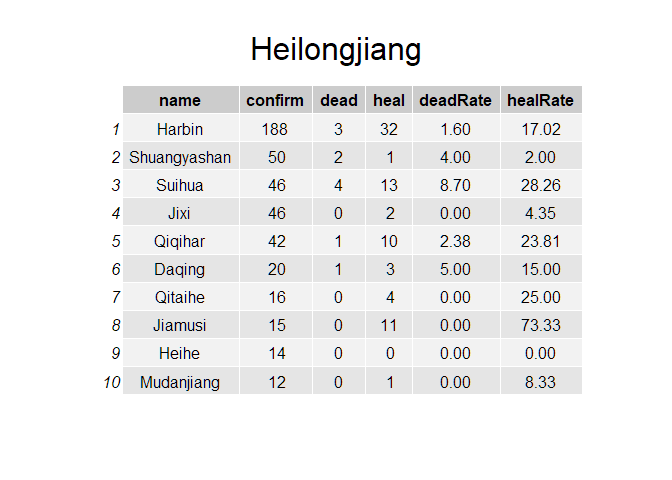 Heilongjiang
name confirm dead heal deadRate healRate
1 Harbin 188 3 32 1.60 17.02
2 Shuangyashan 50 2 1 4.00 2.00
3 Suihua 46 4 13 8.70 28.26
4 Jixi 46 0 2 0.00 4.35
5 Qiqihar 42 1 10 2.38 23.81
6 Daqing 20 1 3 5.00 15.00
7 Qitaihe 16 0 4 0.00 25.00
8 Jiamusi 15 0 11 0.00 73.33
9 Heihe 14 0 0 0.00 0.00
10 Mudanjiang 12 0 1 0.00 8.33